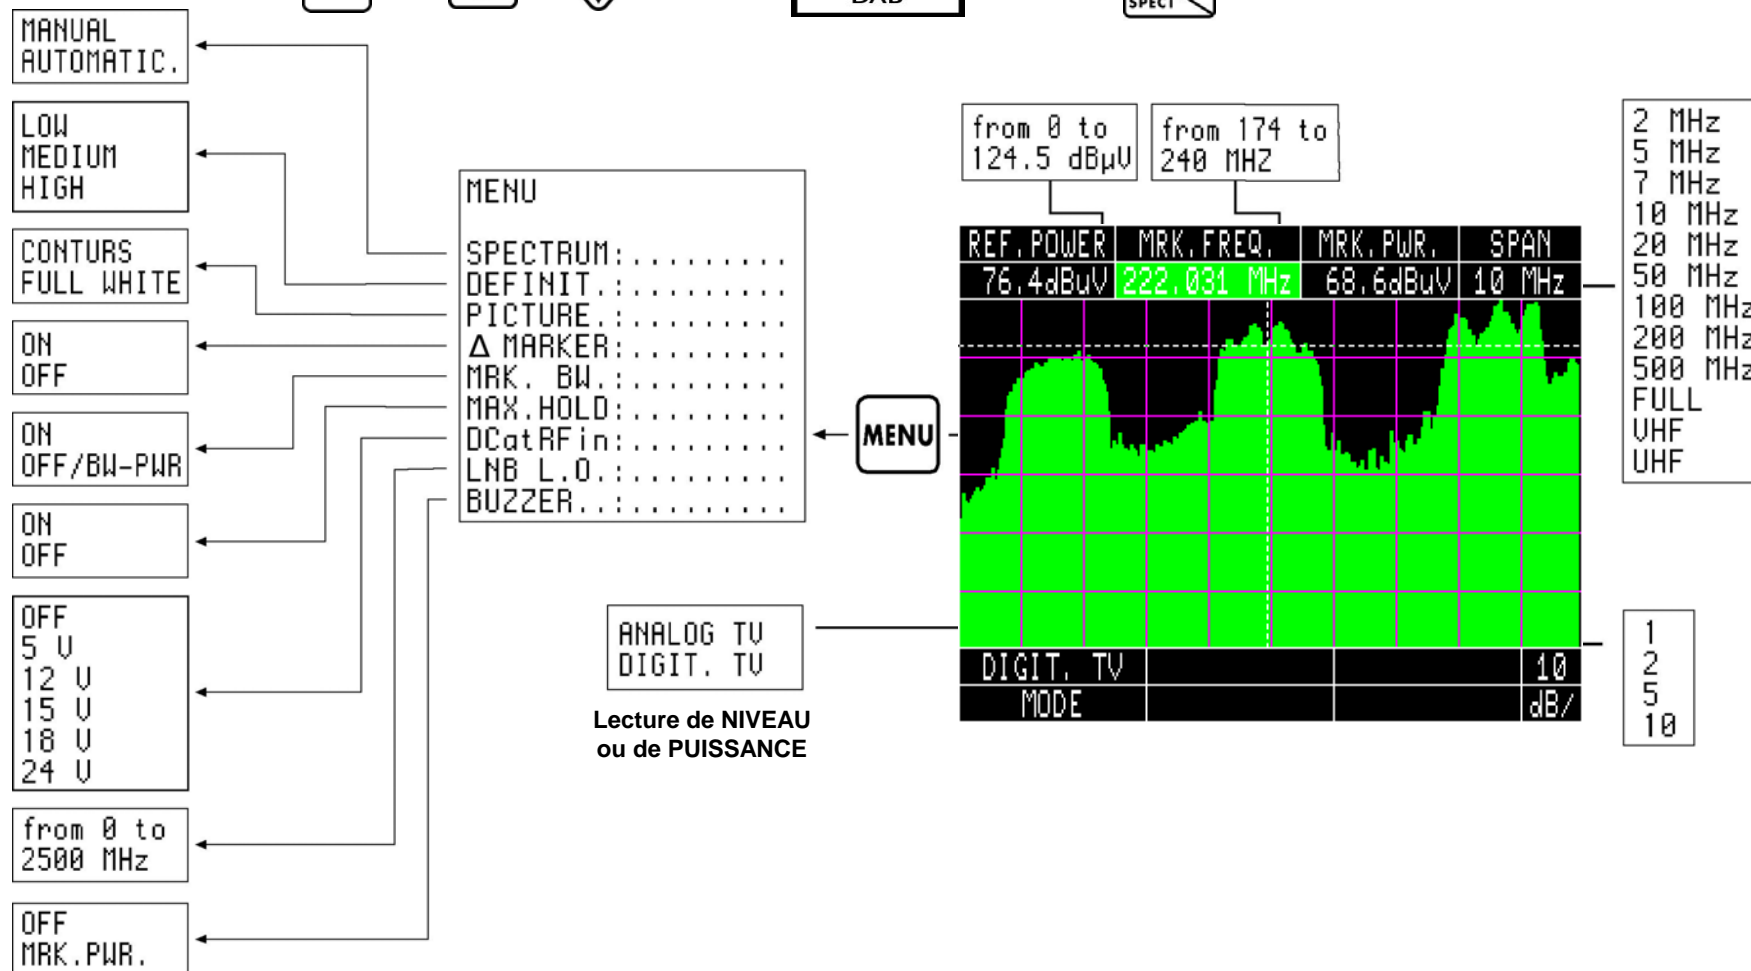 DAB
SPECT
MANUAL
AUTOMATIC.
LOW
MEDIUM
HIGH
CONTURS
FULL WHITE
ON
OFF
ON
OFF/BW-PWR
ON
OFF
OFF
5 V
12 V
15 V
18 V
24 V
from 0 to
2500 MHz
OFF
MRK.PWR.
MENU
SPECTRUM:.........
DEFINIT.:.........
PICTURE.:.........
Δ MARKER:.........
MRK. BW.:.........
MAX.HOLD:.........
DCatRFin:.........
LNB L.O.:.........
BUZZER..:.........
MENU
ANALOG TV
DIGIT. TV
Lecture de NIVEAU
ou de PUISSANCE
from 0 to
124.5 dBµV
from 174 to
240 MHZ
REF.POWER MRK.FREQ. MRK.PWR. SPAN
76.4dBuV 222.031 MHz 68.6dBuV 10 MHz
DIGIT. TV 10
MODE dB/
2 MHz
5 MHz
7 MHz
10 MHz
20 MHz
50 MHz
100 MHz
200 MHz
500 MHz
FULL
VHF
UHF
1
2
5
10